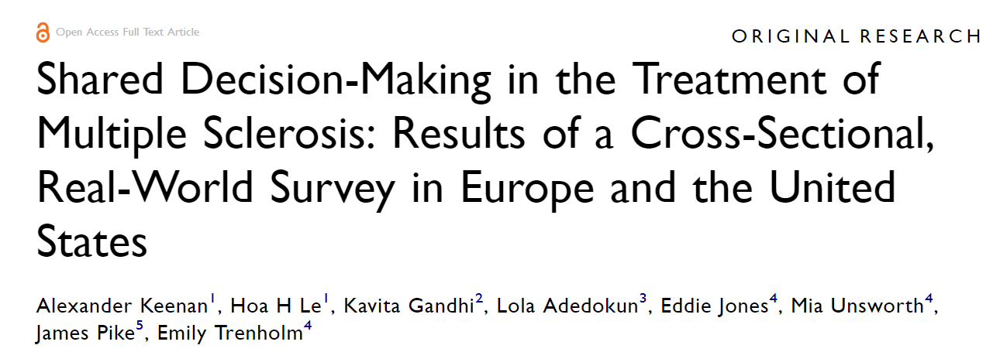 Open Access Full Text Article
ORIGINAL RESEARCH
Shared Decision-Making in the Treatment of
Multiple Sclerosis: Results of a Cross-Sectional,
Real-World Survey in Europe and the United
States
Alexander Keenan1, Hoa H Le1, Kavita Gandhi2, Lola Adedokun3, Eddie Jones4, Mia Unsworth4,
James Pike5, Emily Trenholm4